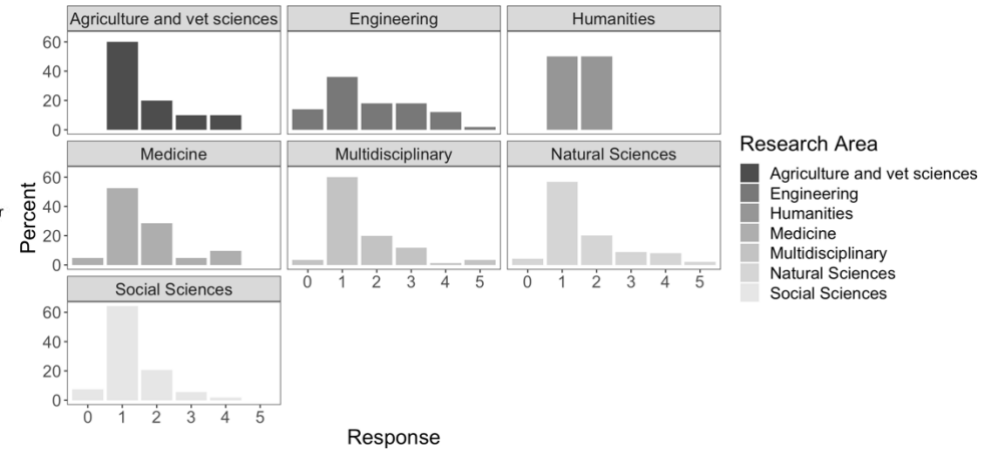 Agriculture and vet sciences
Engineering
Humanities
60
40
20
0
Medicine
Multidisciplinary
Natural Sciences
60
40
20
0
0 1 2 3 4 5
0 1 2 3 4 5
Social Sciences
60
40
20
0
0 1 2 3 4 5
Percent
Response
r
Research Area
Agriculture and vet sciences
Engineering
Humanities
Medicine
Multidisciplinary
Natural Sciences
Social Sciences